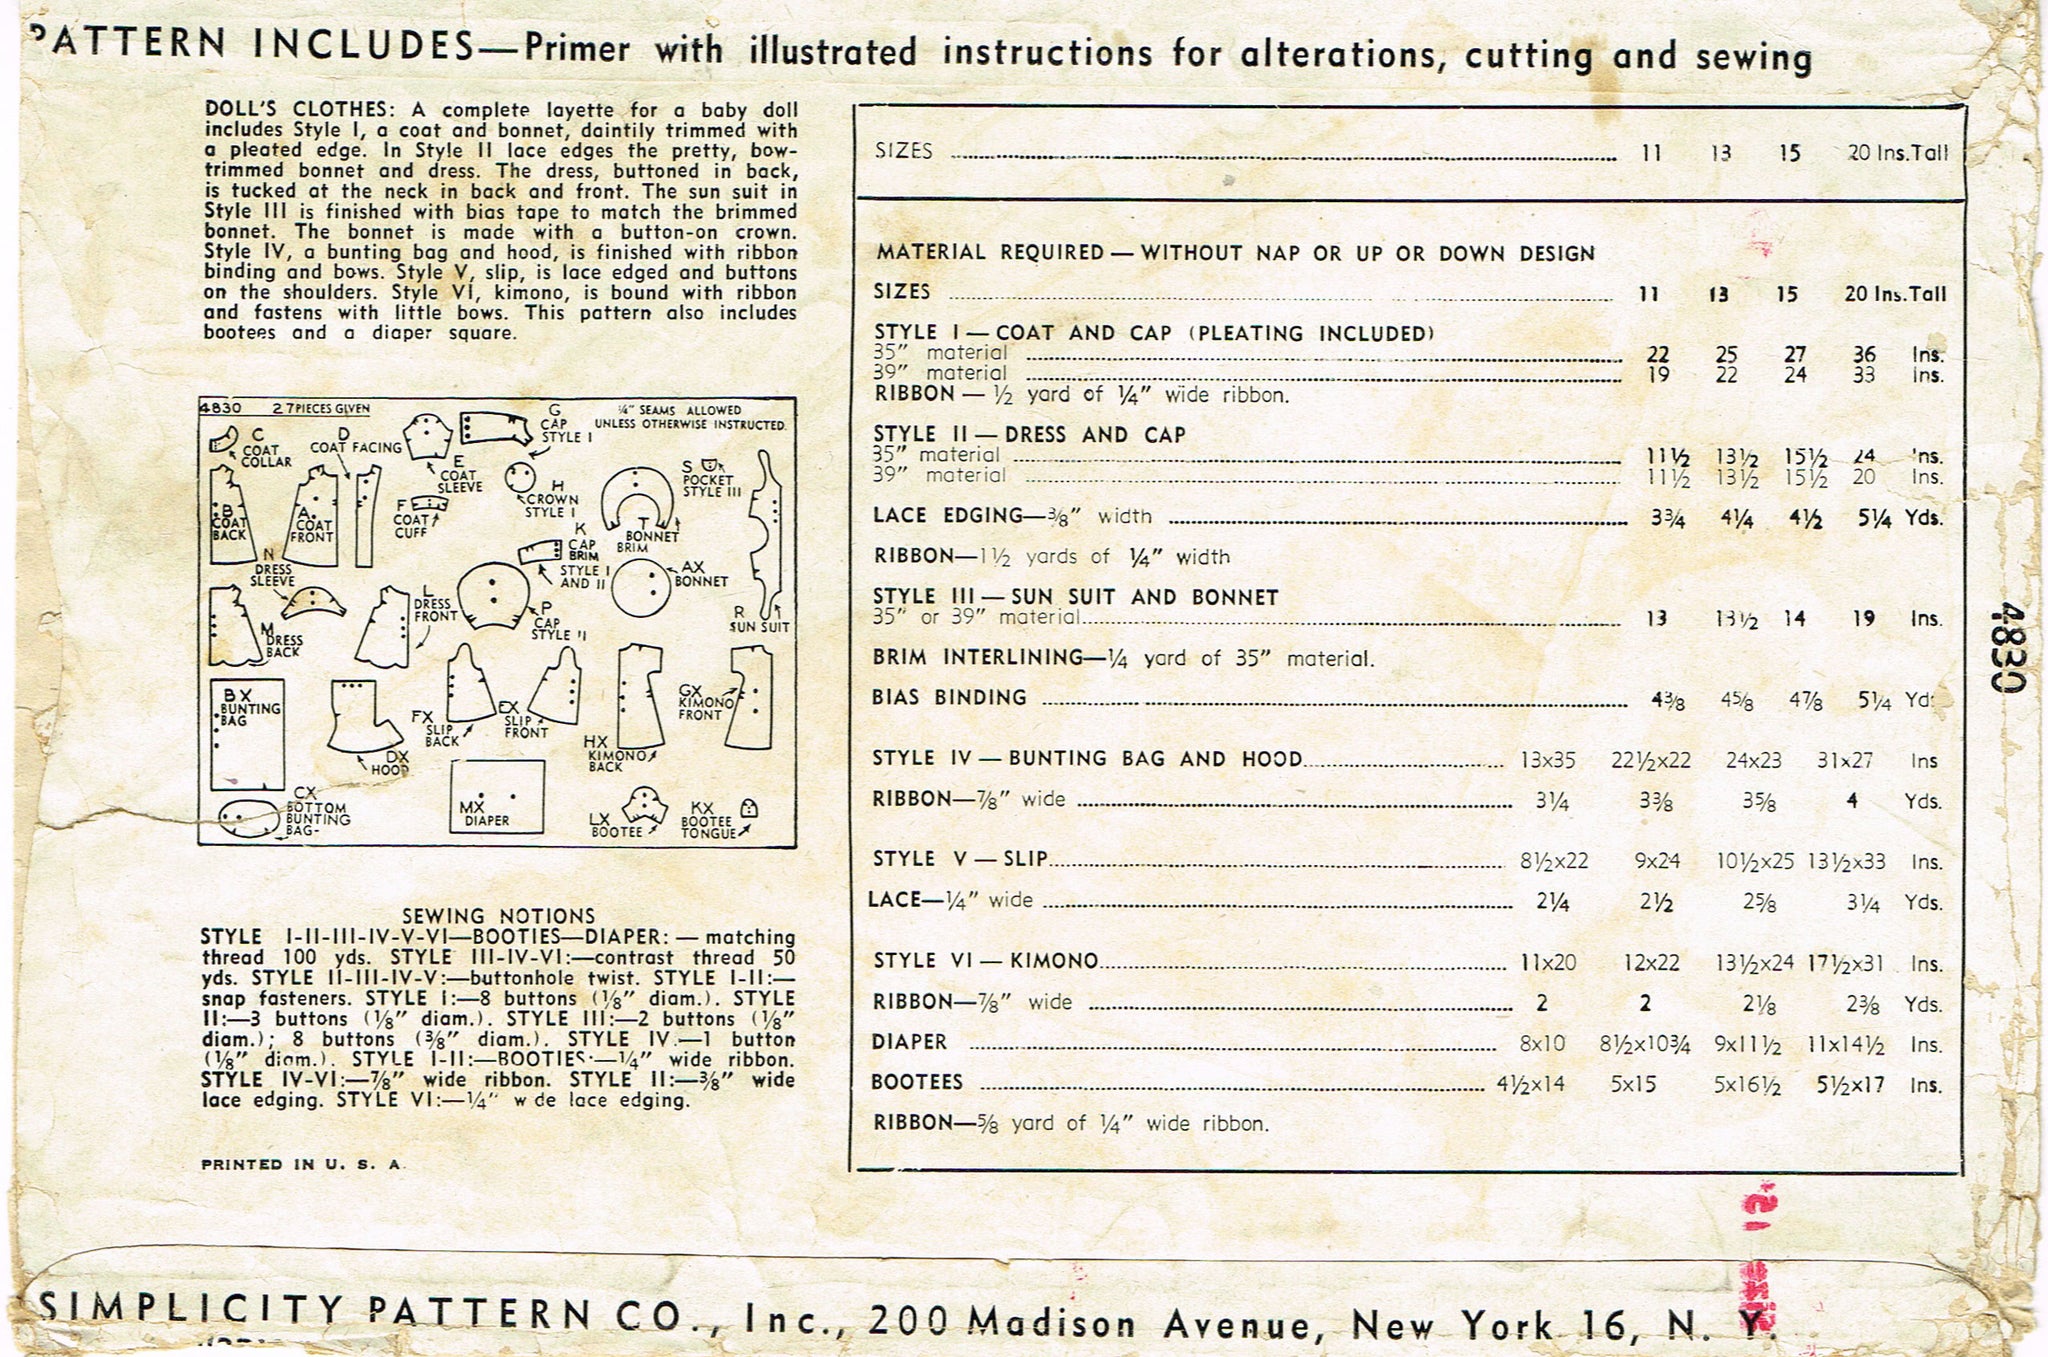 PATTERN INCLUDES—Primer with illustrated instructions for alterations, cutting and sewing
DOLL'S CLOTHES: A complete layette for a baby doll
includes Style I, a coat and bonnet, daintily trimmed with
a pleated edge. In Style II lace edges the pretty, bow-
trimmed bonnet and dress. The dress, buttoned in back,
is tucked at the neck in back and front. The sun suit in
Style III is finished with bias tape to match the brimmed
bonnet. The bonnet is made with a button-on crown.
Style IV, a bunting bag and hood, is finished with ribbon
binding and bows. Style V, slip, is lace edged and buttons
on the shoulders. Style VI, kimono, is bound with ribbon
and fastens with little bows. This pattern also includes
bootees and a diaper square.
4830 27 PIECES GIVEN
¼" SEAMS ALLOWED
UNLESS OTHERWISE INSTRUCTED.
C
COAT
COLLAR
D
COAT FACING
E
COAT
SLEEVE
G
CAP
STYLE I
H
CROWN
STYLE I
S
POCKET
STYLE III
B
COAT
BACK
A
COAT
FRONT
F
COAT
CUFF
T
BONNET
BRIM
K
CAP
BRIM
STYLE I
AND II
N
DRESS
SLEEVE
L
DRESS
FRONT
P
CAP
STYLE II
AX
BONNET
R
SUN SUIT
M
DRESS
BACK
BX
BUNTING
BAG
DX
HOOD
FX
SLIP
BACK
EX
SLIP
FRONT
HX
KIMONO
BACK
GX
KIMONO
FRONT
CX
BOTTOM
BUNTING
BAG-
MX
DIAPER
LX
BOOTEE
KX
BOOTEE
TONGUE
SEWING NOTIONS
STYLE I-II-III-IV-V-VI—BOOTIES—DIAPER: — matching
thread 100 yds. STYLE III-IV-VI:—contrast thread 50
yds. STYLE II-III-IV-V:—buttonhole twist. STYLE I-II:—
snap fasteners. STYLE I:—8 buttons (⅛" diam.). STYLE
II:—3 buttons (⅛" diam.). STYLE III:—2 buttons (⅛"
diam.); 8 buttons (⅜" diam.). STYLE IV:—1 button
(⅛" diam.). STYLE I-II:—BOOTIES:—¼" wide ribbon.
STYLE IV-VI:—⅞" wide ribbon. STYLE II:—⅜" wide
lace edging. STYLE VI:—¼" wide lace edging.
PRINTED IN U. S. A.
SIZES 11 13 15 20 Ins.Tall
MATERIAL REQUIRED — WITHOUT NAP OR UP OR DOWN DESIGN
SIZES 11 13 15 20 Ins.Tall
STYLE I — COAT AND CAP (PLEATING INCLUDED)
35" material 22 25 27 36 Ins.
39" material 19 22 24 33 Ins.
RIBBON — ½ yard of ¼" wide ribbon.
STYLE II — DRESS AND CAP
35" material 11½ 13½ 15½ 24 Ins.
39" material 11½ 13½ 15½ 20 Ins.
LACE EDGING—⅜" width 3¾ 4¼ 4½ 5¼ Yds.
RIBBON—1½ yards of ¼" width
STYLE III — SUN SUIT AND BONNET
35" or 39" material 13 13½ 14 19 Ins.
BRIM INTERLINING—¼ yard of 35" material.
BIAS BINDING 4⅜ 4⅝ 4⅞ 5¼ Yds
STYLE IV — BUNTING BAG AND HOOD 13x35 22½x22 24x23 31x27 Ins
RIBBON—⅞" wide 3¼ 3⅜ 3⅝ 4 Yds.
STYLE V — SLIP 8½x22 9x24 10½x25 13½x33 Ins.
LACE—¼" wide 2¼ 2½ 2⅝ 3¼ Yds.
STYLE VI — KIMONO 11x20 12x22 13½x24 17½x31 Ins.
RIBBON—⅞" wide 2 2 2⅛ 2⅜ Yds.
DIAPER 8x10 8½x10¾ 9x11½ 11x14½ Ins.
BOOTEES 4½x14 5x15 5x16½ 5½x17 Ins.
RIBBON—⅝ yard of ¼" wide ribbon.
4830
SIMPLICITY PATTERN CO., Inc., 200 Madison Avenue, New York 16, N. Y.